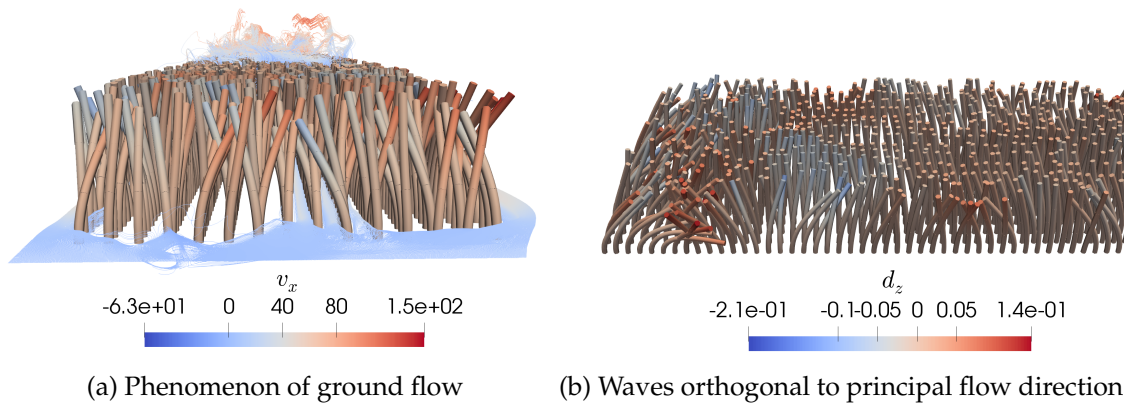 v_x
-6.3e+01 0 40 80 1.5e+02
(a) Phenomenon of ground flow
d_z
-2.1e-01 -0.1 -0.05 0 0.05 1.4e-01
(b) Waves orthogonal to principal flow direction